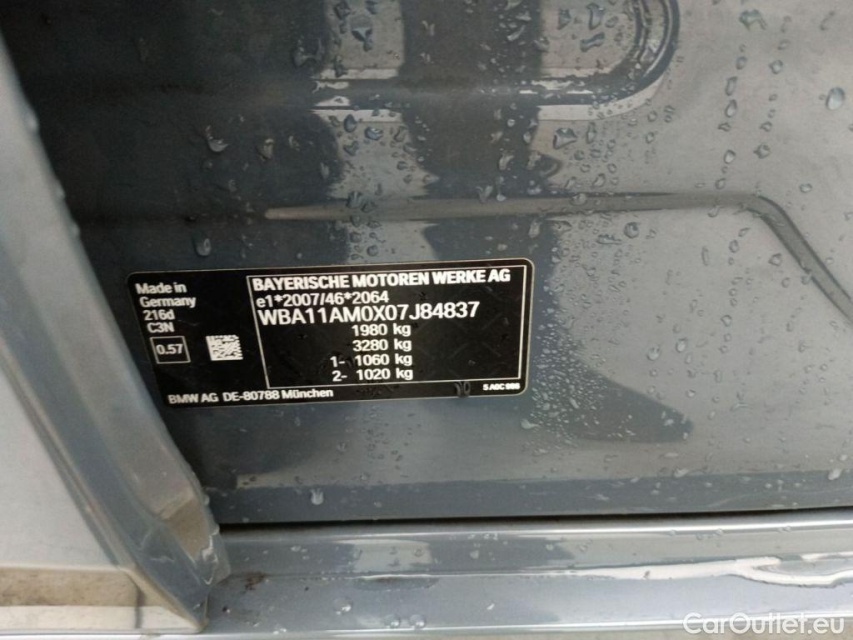 Made in
Germany
216d
C3N
0.57
BAYERISCHE MOTOREN WERKE AG
e1*2007/46*2064
WBA11AM0X07J84837
1980 kg
3280 kg
1- 1060 kg
2- 1020 kg
BMW AG DE-80788 München
CarOutlet.eu